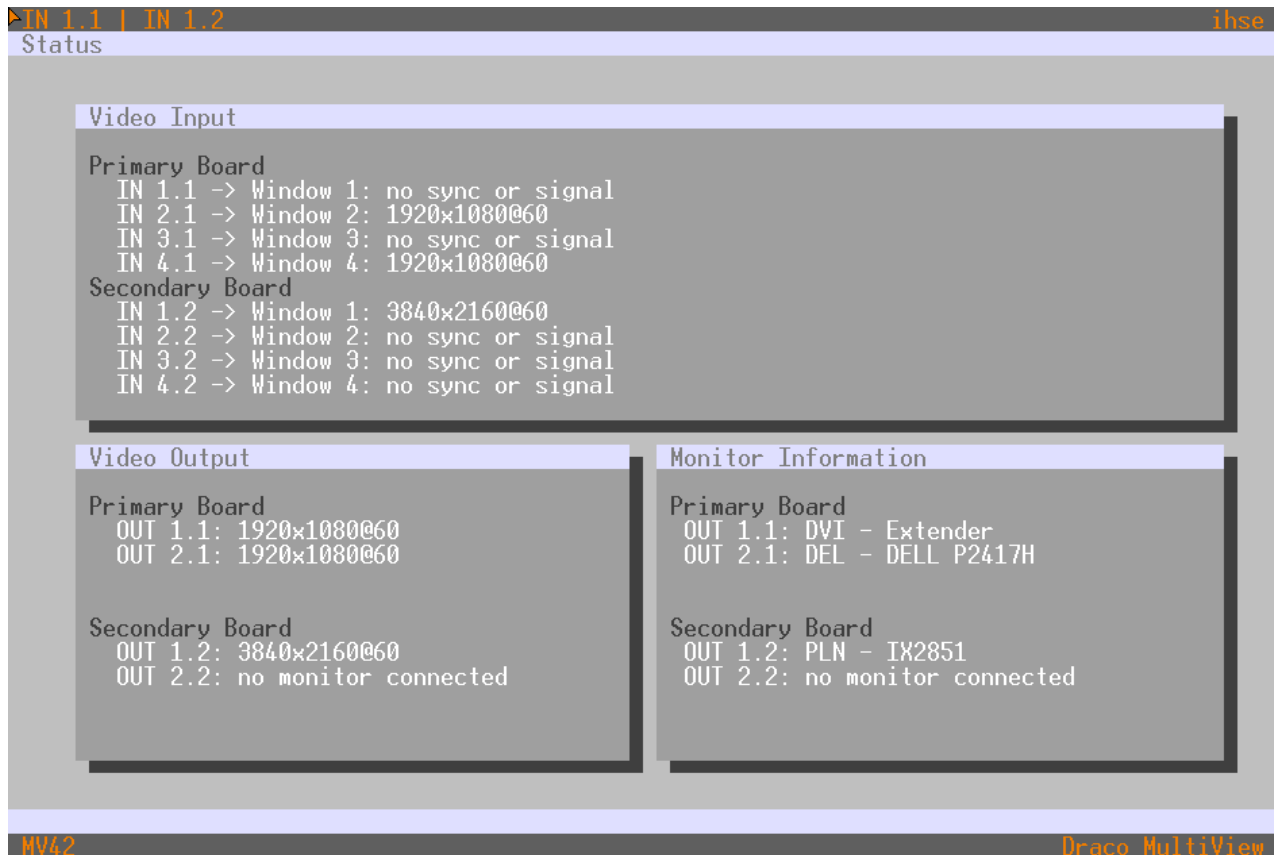 IN 1.1 | IN 1.2 ihse
Status
Video Input
Primary Board
IN 1.1 -> Window 1: no sync or signal
IN 2.1 -> Window 2: 1920x1080@60
IN 3.1 -> Window 3: no sync or signal
IN 4.1 -> Window 4: 1920x1080@60
Secondary Board
IN 1.2 -> Window 1: 3840x2160@60
IN 2.2 -> Window 2: no sync or signal
IN 3.2 -> Window 3: no sync or signal
IN 4.2 -> Window 4: no sync or signal
Video Output
Primary Board
OUT 1.1: 1920x1080@60
OUT 2.1: 1920x1080@60
Secondary Board
OUT 1.2: 3840x2160@60
OUT 2.2: no monitor connected
Monitor Information
Primary Board
OUT 1.1: DVI - Extender
OUT 2.1: DEL - DELL P2417H
Secondary Board
OUT 1.2: PLN - IX2851
OUT 2.2: no monitor connected
MV42 Draco MultiView